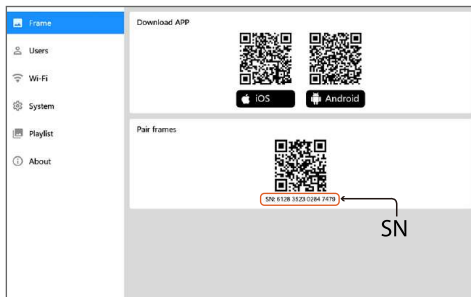 Frame
Users
Wi-Fi
System
Playlist
About
Download APP
iOS
Android
Pair frames
SN: 6128 3523 0284 7479
SN